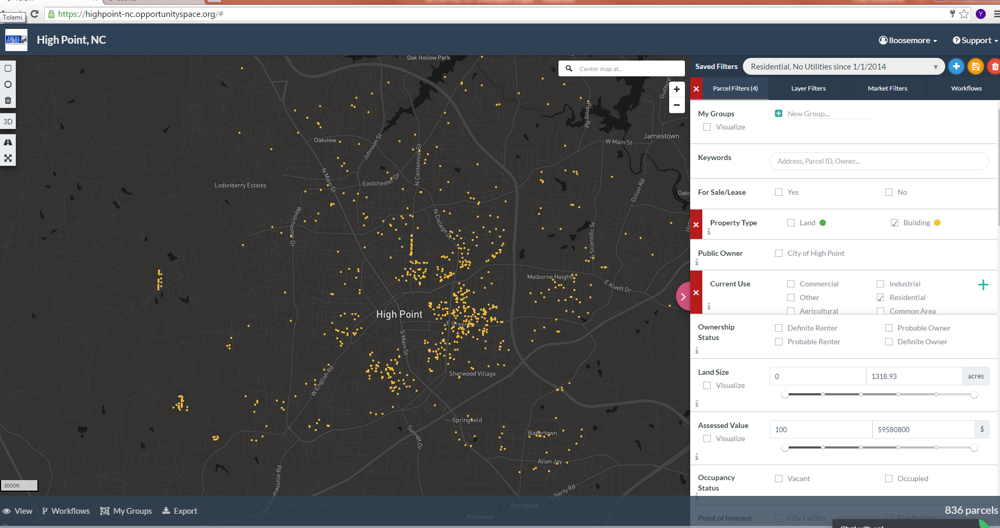 Tolemi
https://highpoint-nc.opportunityspace.org/#
Y
High Point, NC
lloosemore
Support
3D
Center map at...
+
−
Oak Hollow Park
Guilford
Penny Rd
Jamestown
W Main St
Oakview
Johnson St
N Centennial St
N Main St
Eastchester Dr
Lodonberry Estates
Dillon Rd
Westchester Dr
N College Dr
S Scientific St
Melborne Heights
E Kivett Dr
High Point
E Green Dr
S Main St
Sherwood Village
W English Rd
Springfield
Surrett Dr
Bakertown
Allen Jay
Liberty Rd
Archdale
Westwood
3000ft
Saved Filters
Residential, No Utilities since 1/1/2014
Parcel Filters (4)
Layer Filters
Market Filters
Workflows
My Groups
New Group...
Visualize
Keywords
Address, Parcel ID, Owner...
For Sale/Lease
Yes
No
Property Type
Land
Building
Public Owner
City of High Point
Current Use
Commercial
Industrial
Other
Residential
Agricultural
Common Area
Ownership
Status
Definite Renter
Probable Owner
Probable Renter
Definite Owner
Land Size
0
1318.93
acres
Visualize
Assessed Value
100
59580800
$
Visualize
Occupancy
Status
Vacant
Occupied
Point of Interest
City Facility
Fire Station
View
Workflows
My Groups
Export
836 parcels
Chat with us!